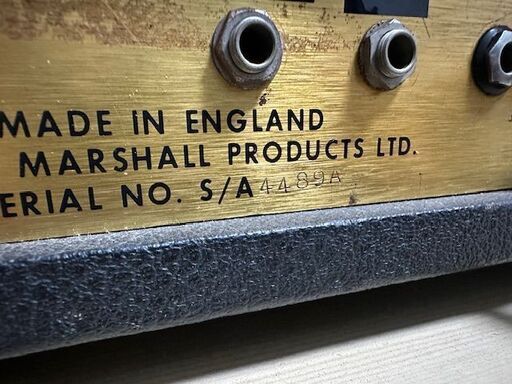 MADE IN ENGLAND
MARSHALL PRODUCTS LTD.
ERIAL NO. S/A 4489A